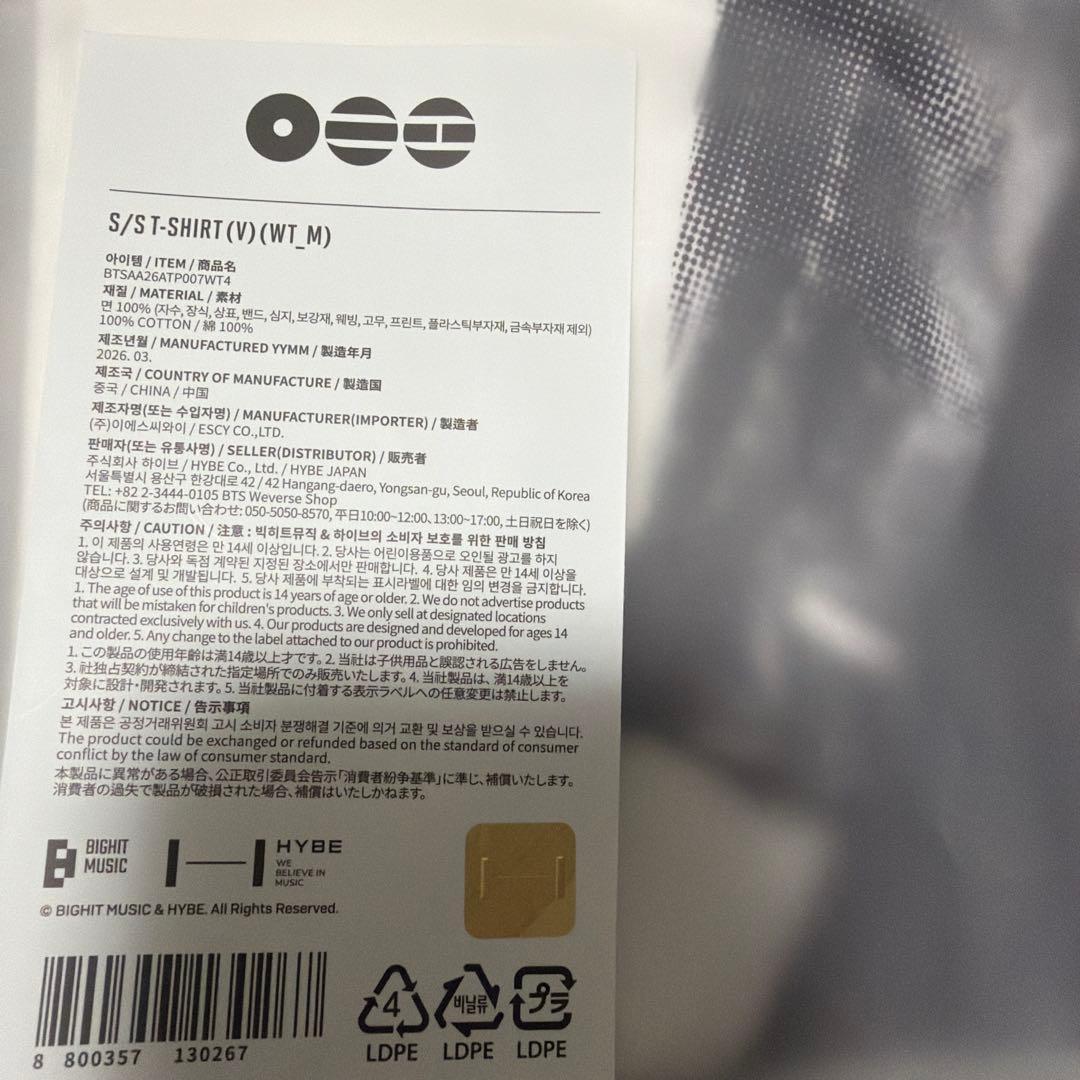 S/S T-SHIRT (V) (WT_M)
아이템 / ITEM / 商品名
BTSAA26ATP007WT4
재질 / MATERIAL / 素材
면 100% (자수, 장식, 상표, 밴드, 심지, 보강재, 웨빙, 고무, 프린트, 플라스틱부자재, 금속부자재 제외)
100% COTTON / 綿 100%
제조년월 / MANUFACTURED YYMM / 製造年月
2026. 03.
제조국 / COUNTRY OF MANUFACTURE / 製造国
중국 / CHINA / 中国
제조자명(또는 수입자명) / MANUFACTURER(IMPORTER) / 製造者
(주)이에스씨와이 / ESCY CO.,LTD.
판매자(또는 유통사명) / SELLER(DISTRIBUTOR) / 販売者
주식회사 하이브 / HYBE Co., Ltd. / HYBE JAPAN
서울특별시 용산구 한강대로 42 / 42 Hangang-daero, Yongsan-gu, Seoul, Republic of Korea
TEL: +82 2-3444-0105 BTS Weverse Shop
(商品に関するお問い合わせ: 050-5050-8570, 平日10:00~12:00、13:00~17:00, 土日祝日を除く)
주의사항 / CAUTION / 注意 : 빅히트뮤직 & 하이브의 소비자 보호를 위한 판매 방침
1. 이 제품의 사용연령은 만 14세 이상입니다. 2. 당사는 어린이용품으로 오인될 광고를 하지
않습니다. 3. 당사와 독점 계약된 지정된 장소에서만 판매합니다. 4. 당사 제품은 만 14세 이상을
대상으로 설계 및 개발됩니다. 5. 당사 제품에 부착되는 표시라벨에 대한 임의 변경을 금지합니다.
1. The age of use of this product is 14 years of age or older. 2. We do not advertise products
that will be mistaken for children's products. 3. We only sell at designated locations
contracted exclusively with us. 4. Our products are designed and developed for ages 14
and older. 5. Any change to the label attached to our product is prohibited.
1. この製品の使用年齢は満14歳以上才です。2. 当社は子供用品と誤認される広告をしません。
3. 社独占契約が締結された指定場所でのみ販売いたします。4. 当社製品は、満14歳以上を
対象に設計・開発されます。5. 当社製品に付着する表示ラベルへの任意変更は禁止します。
고시사항 / NOTICE / 告示事項
본 제품은 공정거래위원회 고시 소비자 분쟁해결 기준에 의거 교환 및 보상을 받으실 수 있습니다.
The product could be exchanged or refunded based on the standard of consumer
conflict by the law of consumer standard.
本製品に異常がある場合、公正取引委員会告示「消費者紛争基準」に準じ、補償いたします。
消費者の過失で製品が破損された場合、補償はいたしかねます。
BIGHIT
MUSIC
HYBE
WE
BELIEVE IN
MUSIC
© BIGHIT MUSIC & HYBE. All Rights Reserved.
8 800357 130267
4
LDPE
비닐류
LDPE
プラ
LDPE